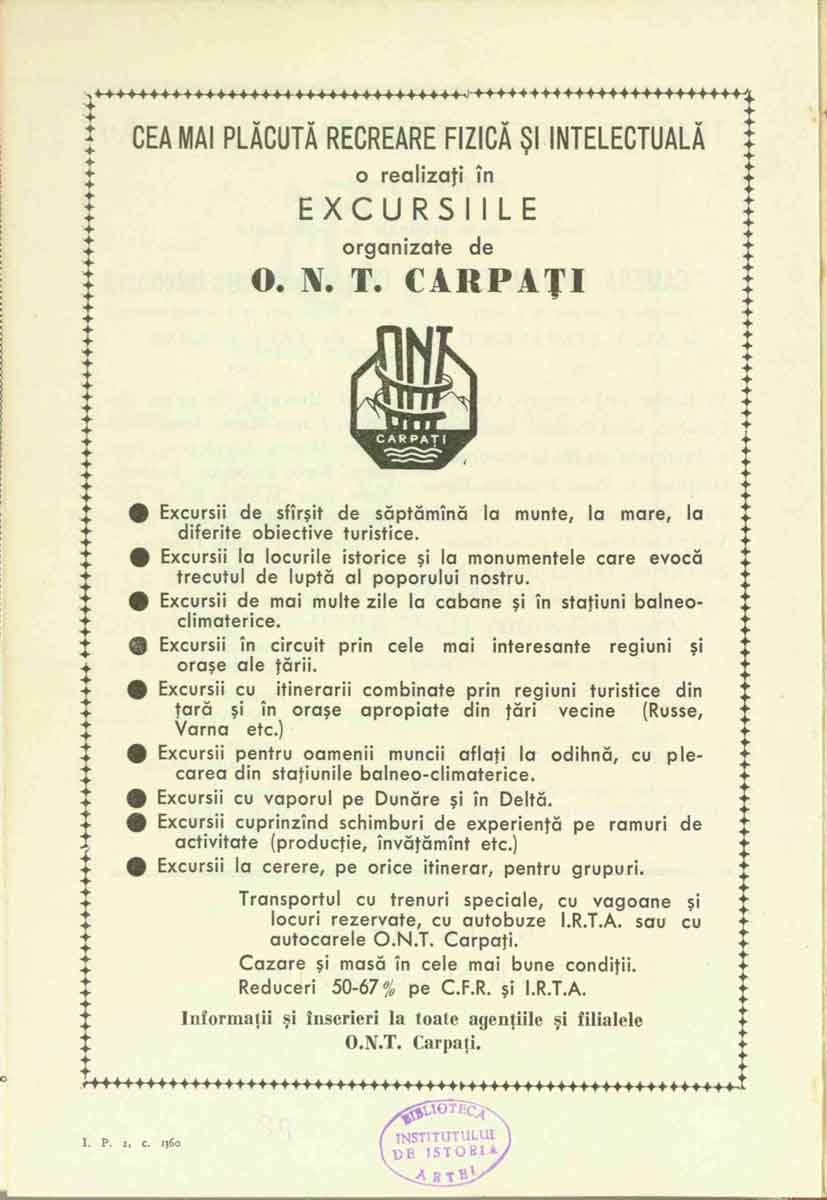 CEA MAI PLĂCUTĂ RECREARE FIZICĂ ȘI INTELECTUALĂ
o realizați în
EXCURSIILE
organizate de
O. N. T. CARPAŢI
ONT
CARPAŢI
● Excursii de sfîrşit de săptămînă la munte, la mare, la
diferite obiective turistice.
● Excursii la locurile istorice şi la monumentele care evocă
trecutul de luptă al poporului nostru.
● Excursii de mai multe zile la cabane şi în staţiuni balneo-
climaterice.
● Excursii în circuit prin cele mai interesante regiuni şi
oraşe ale ţării.
● Excursii cu itinerarii combinate prin regiuni turistice din
ţară şi în oraşe apropiate din ţări vecine (Russe,
Varna etc.)
● Excursii pentru oamenii muncii aflaţi la odihnă, cu ple-
carea din staţiunile balneo-climaterice.
● Excursii cu vaporul pe Dunăre şi în Deltă.
● Excursii cuprinzînd schimburi de experienţă pe ramuri de
activitate (producţie, învăţămînt etc.)
● Excursii la cerere, pe orice itinerar, pentru grupuri.
Transportul cu trenuri speciale, cu vagoane şi
locuri rezervate, cu autobuze I.R.T.A. sau cu
autocarele O.N.T. Carpaţi.
Cazare şi masă în cele mai bune condiţii.
Reduceri 50-67% pe C.F.R. şi I.R.T.A.
Informaţii şi înscrieri la toate agenţiile şi filialele
O.N.T. Carpaţi.
I. P. 2, c. 1360
BIBLIOTECA
INSTITUTULUI
DE ISTORIA
ARTEI